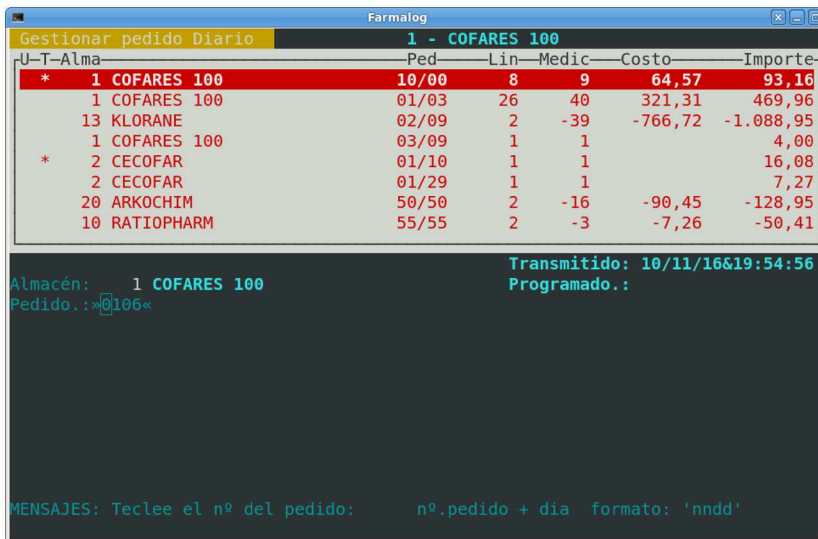 Farmalog
Gestionar pedido Diario 1 - COFARES 100
U-T-Alma Ped Lin Medic Costo Importe
* 1 COFARES 100 10/00 8 9 64,57 93,16
1 COFARES 100 01/03 26 40 321,31 469,96
13 KLORANE 02/09 2 -39 -766,72 -1.088,95
1 COFARES 100 03/09 1 1 4,00
* 2 CECOFAR 01/10 1 1 16,08
2 CECOFAR 01/29 1 1 7,27
20 ARKOCHIM 50/50 2 -16 -90,45 -128,95
10 RATIOPHARM 55/55 2 -3 -7,26 -50,41
Transmitido: 10/11/16&19:54:56
Almacén: 1 COFARES 100 Programado.:
Pedido.:»0106«
MENSAJES: Teclee el nº del pedido: nº.pedido + dia formato: 'nndd'